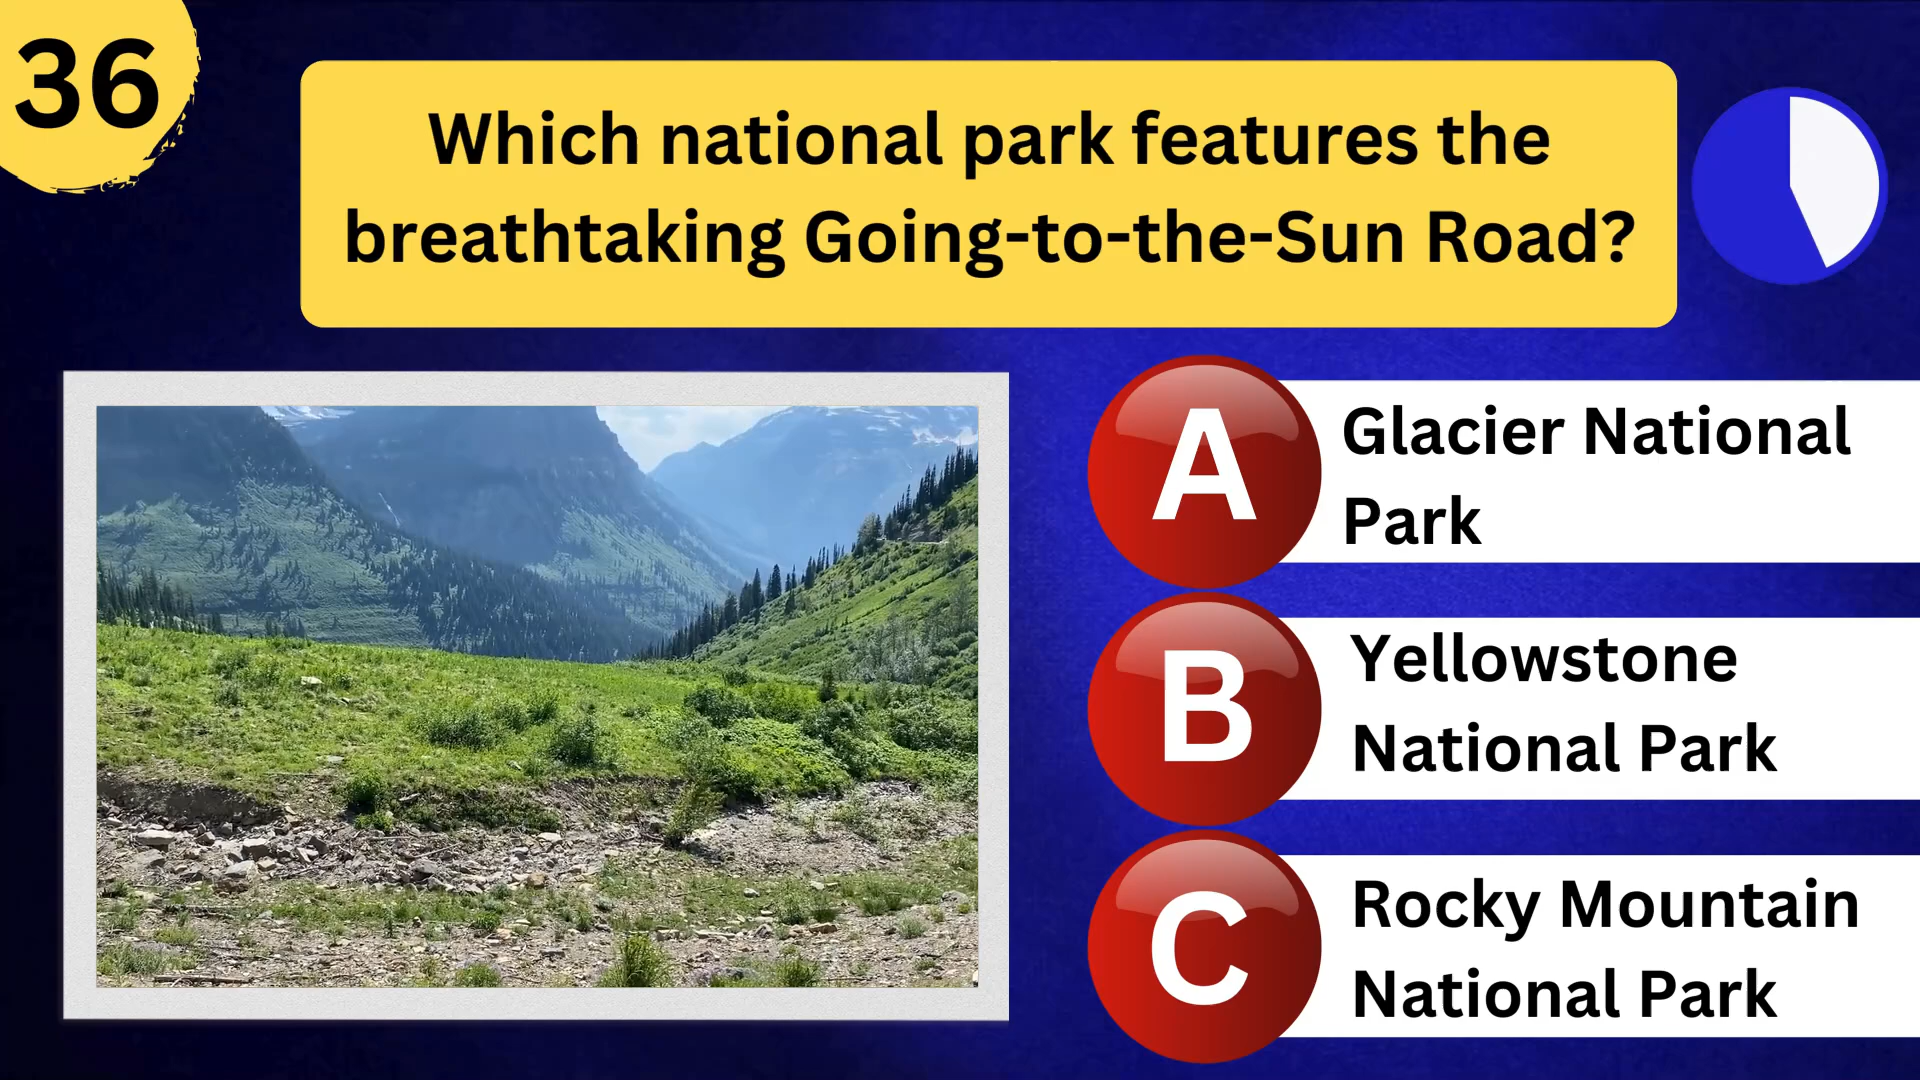 36
Which national park features the
breathtaking Going-to-the-Sun Road?
A
Glacier National
Park
B
Yellowstone
National Park
C
Rocky Mountain
National Park